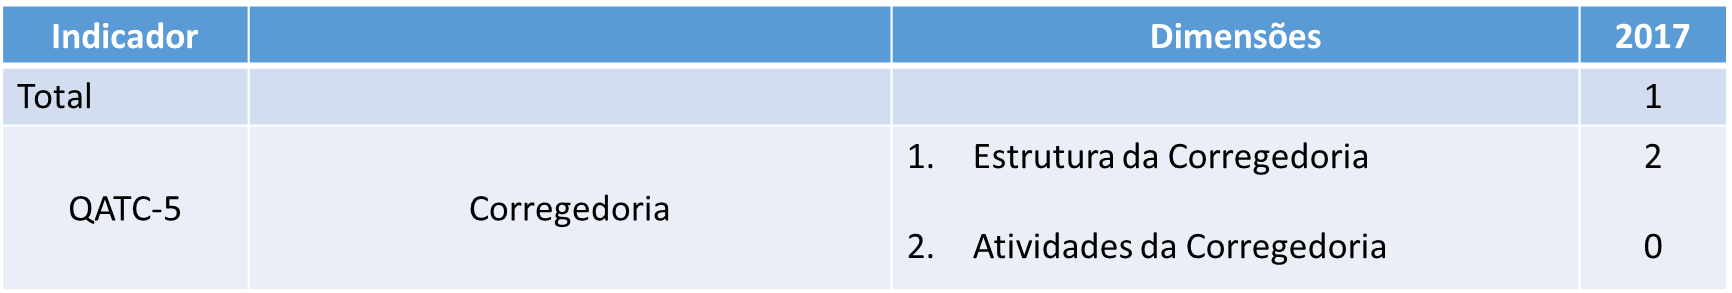 Indicador Dimensões 2017
Total 1
1. Estrutura da Corregedoria 2
QATC-5 Corregedoria
2. Atividades da Corregedoria 0